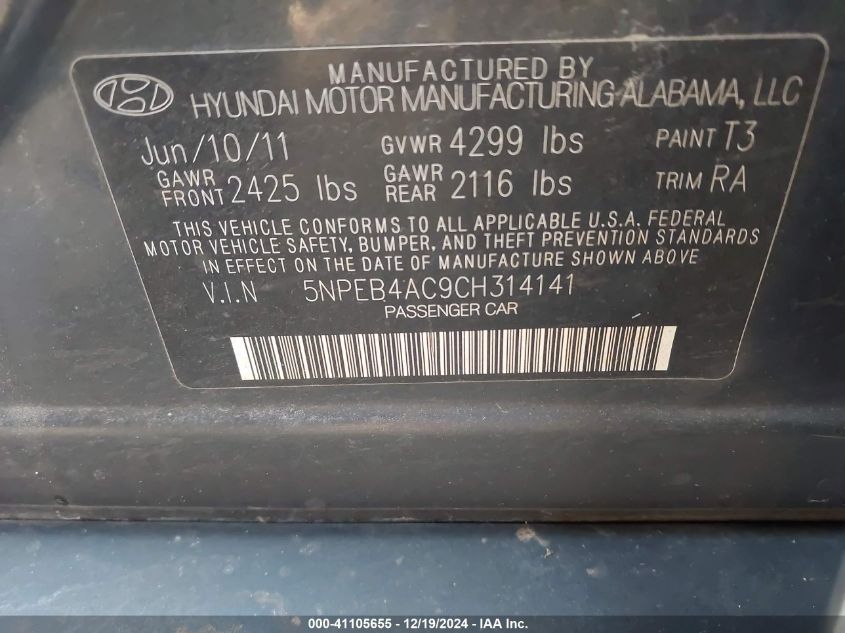 MANUFACTURED BY
HYUNDAI MOTOR MANUFACTURING ALABAMA, LLC
Jun/10/11 GVWR 4299 lbs PAINT T3
GAWR FRONT 2425 lbs GAWR REAR 2116 lbs TRIM RA
THIS VEHICLE CONFORMS TO ALL APPLICABLE U.S.A. FEDERAL
MOTOR VEHICLE SAFETY, BUMPER, AND THEFT PREVENTION STANDARDS
IN EFFECT ON THE DATE OF MANUFACTURE SHOWN ABOVE
V.I.N 5NPEB4AC9CH314141
PASSENGER CAR
000-41105655 - 12/19/2024 - IAA Inc.